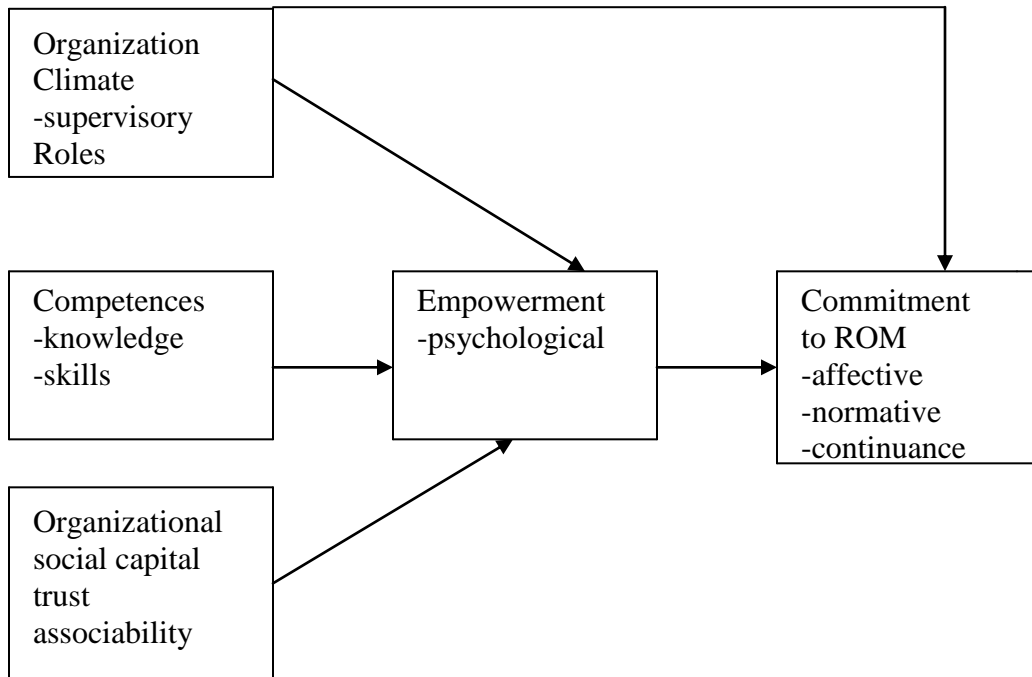 Organization
Climate
-supervisory
Roles
Competences
-knowledge
-skills
Empowerment
-psychological
Commitment
to ROM
-affective
-normative
-continuance
Organizational
social capital
trust
associability